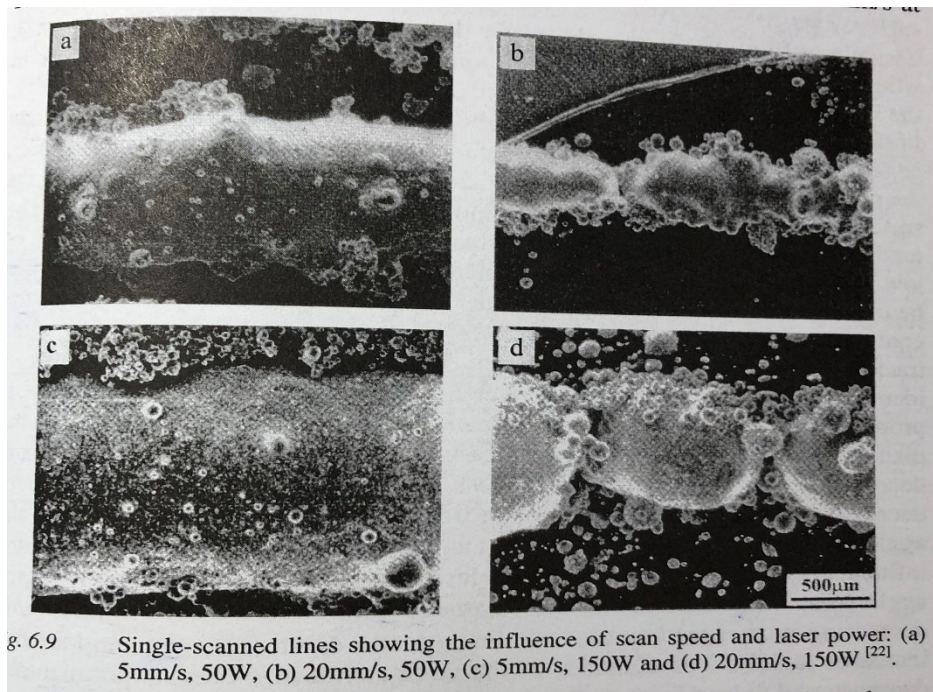 a
b
c
d
500μm
g. 6.9 Single-scanned lines showing the influence of scan speed and laser power: (a)
5mm/s, 50W, (b) 20mm/s, 50W, (c) 5mm/s, 150W and (d) 20mm/s, 150W [22].